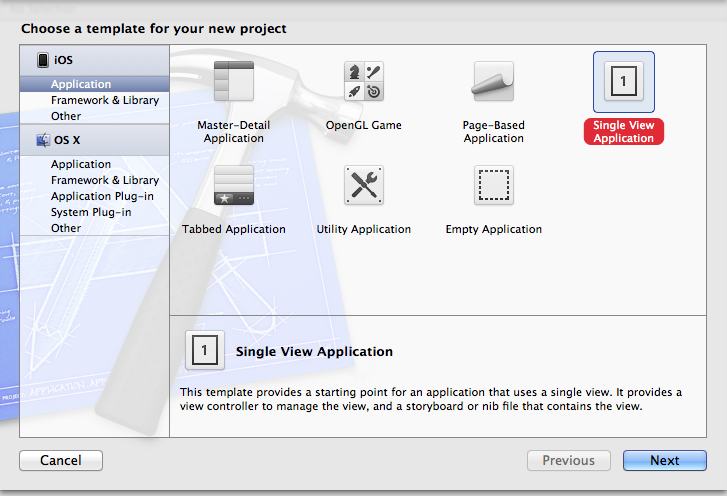 Choose a template for your new project
iOS
Application
Framework & Library
Other
OS X
Application
Framework & Library
Application Plug-in
System Plug-in
Other
Master-Detail
Application
OpenGL Game
Page-Based
Application
1
Single View
Application
Tabbed Application
Utility Application
Empty Application
1
Single View Application
This template provides a starting point for an application that uses a single view. It provides a
view controller to manage the view, and a storyboard or nib file that contains the view.
PROJECT APPLICATION.APP
Cancel
Previous
Next